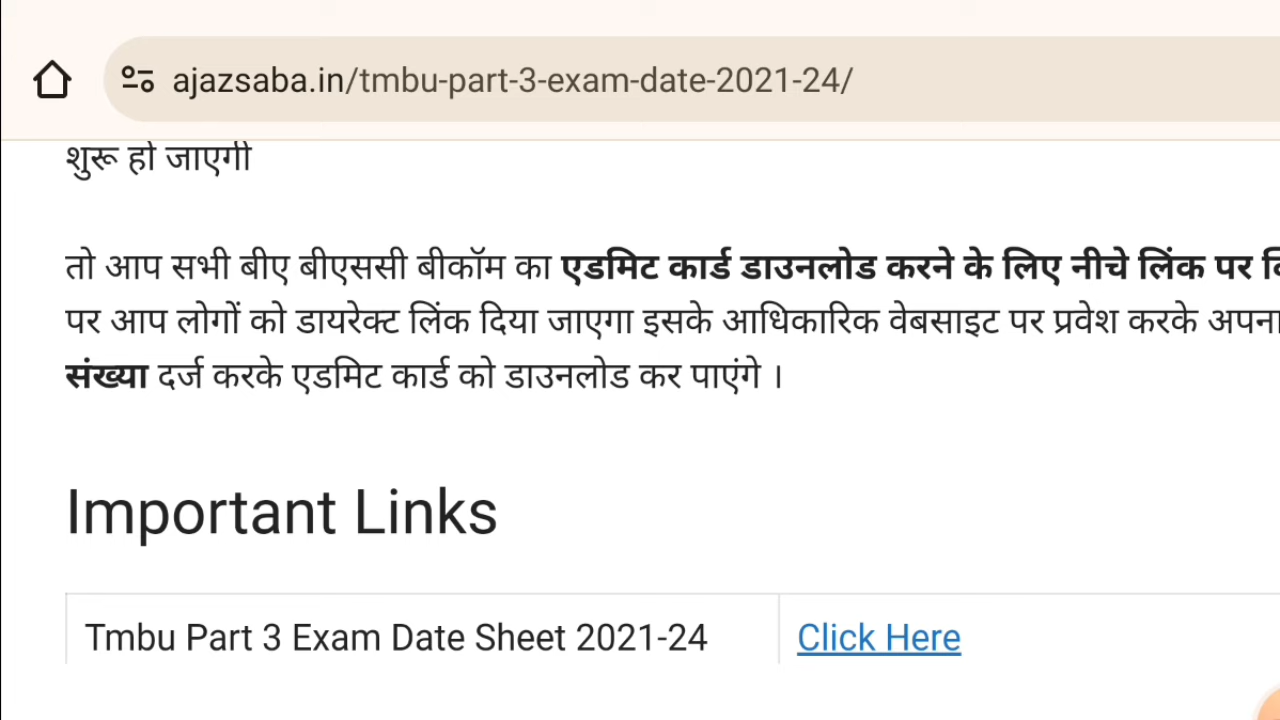 ajazsaba.in/tmbu-part-3-exam-date-2021-24/
शुरू हो जाएगी
तो आप सभी बीए बीएससी बीकॉम का एडमिट कार्ड डाउनलोड करने के लिए नीचे लिंक पर
पर आप लोगों को डायरेक्ट लिंक दिया जाएगा इसके आधिकारिक वेबसाइट पर प्रवेश करके अपना
संख्या दर्ज करके एडमिट कार्ड को डाउनलोड कर पाएंगे ।
Important Links
Tmbu Part 3 Exam Date Sheet 2021-24 Click Here